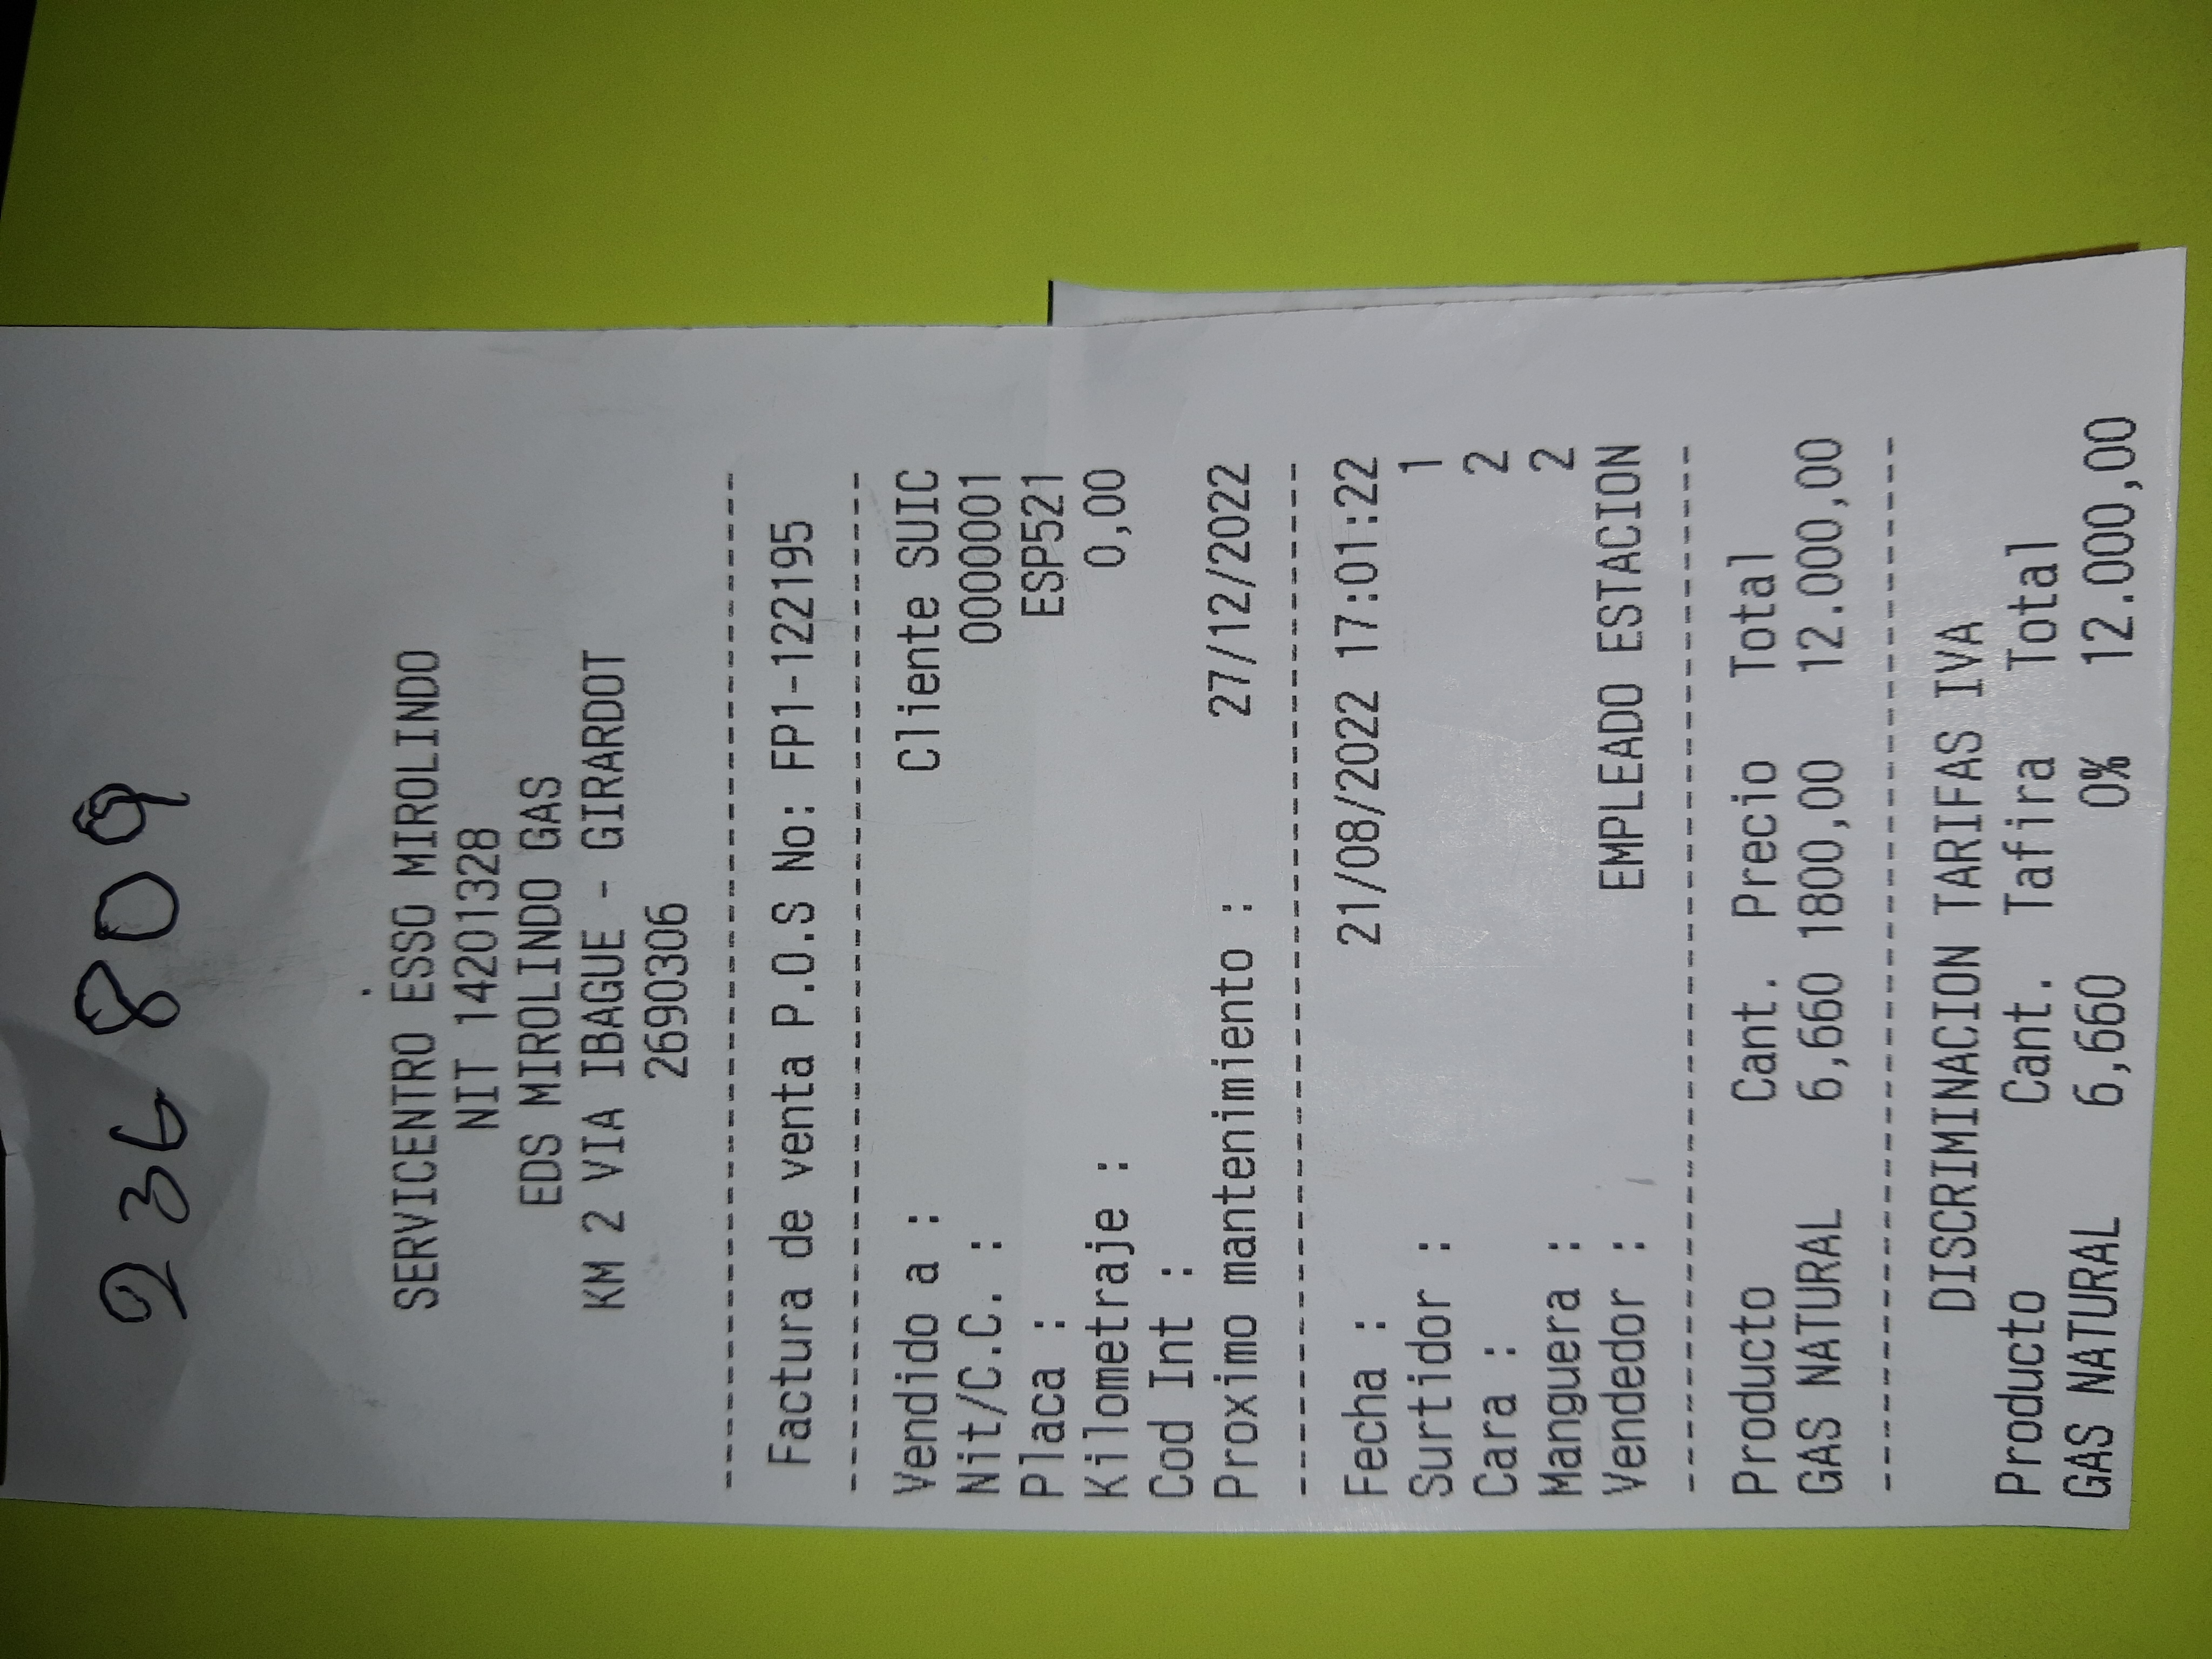 236809
SERVICENTRO ESSO MIROLINDO
NIT 14201328
EDS MIROLINDO GAS
KM 2 VIA IBAGUE - GIRARDOT
2690306
--------------------------------
Factura de venta P.O.S No: FP1-122195
--------------------------------
Vendido a : Cliente SUIC
Nit/C.C. : 0000001
Placa : ESP521
Kilometraje : 0,00
Cod Int :
Proximo mantenimiento : 27/12/2022
--------------------------------
Fecha : 21/08/2022 17:01:22
Surtidor : 1
Cara : 2
Manguera : 2
Vendedor : EMPLEADO ESTACION
--------------------------------
Producto Cant. Precio Total
GAS NATURAL 6,660 1800,00 12.000,00
--------------------------------
DISCRIMINACION TARIFAS IVA
Producto Cant. Tafira Total
GAS NATURAL 6,660 0% 12.000,00